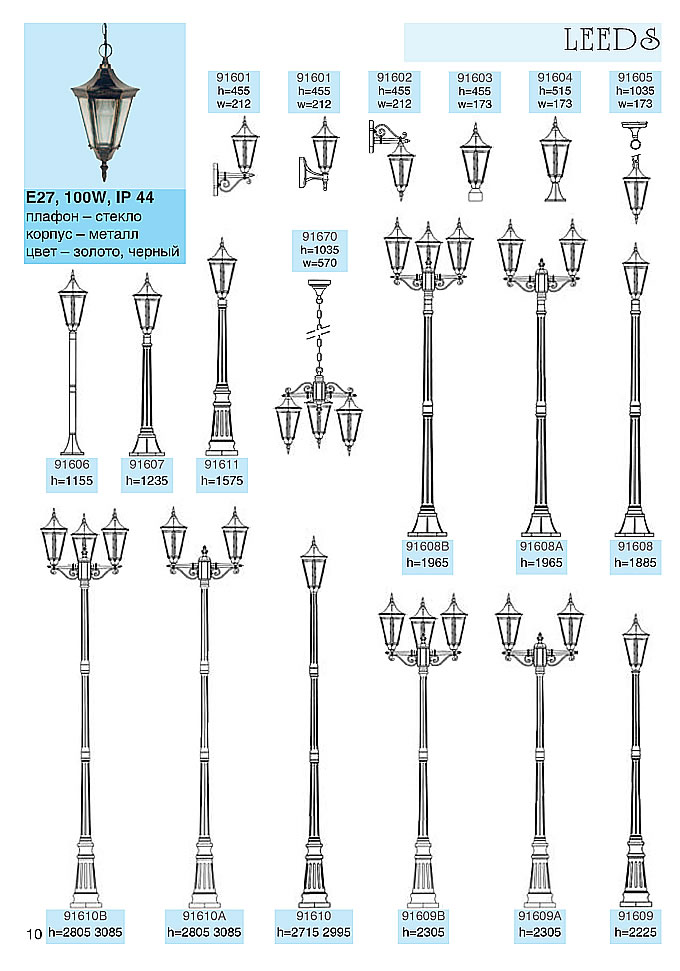 LEEDS
91601
h=455
w=212
91601
h=455
w=212
91602
h=455
w=212
91603
h=455
w=173
91604
h=515
w=173
91605
h=1035
w=173
E27, 100W, IP 44
плафон – стекло
корпус – металл
цвет – золото, черный
91670
h=1035
w=570
91606
h=1155
91607
h=1235
91611
h=1575
91608B
h=1965
91608A
h=1965
91608
h=1885
91610B
h=2805 3085
91610A
h=2805 3085
91610
h=2715 2995
91609B
h=2305
91609A
h=2305
91609
h=2225
10